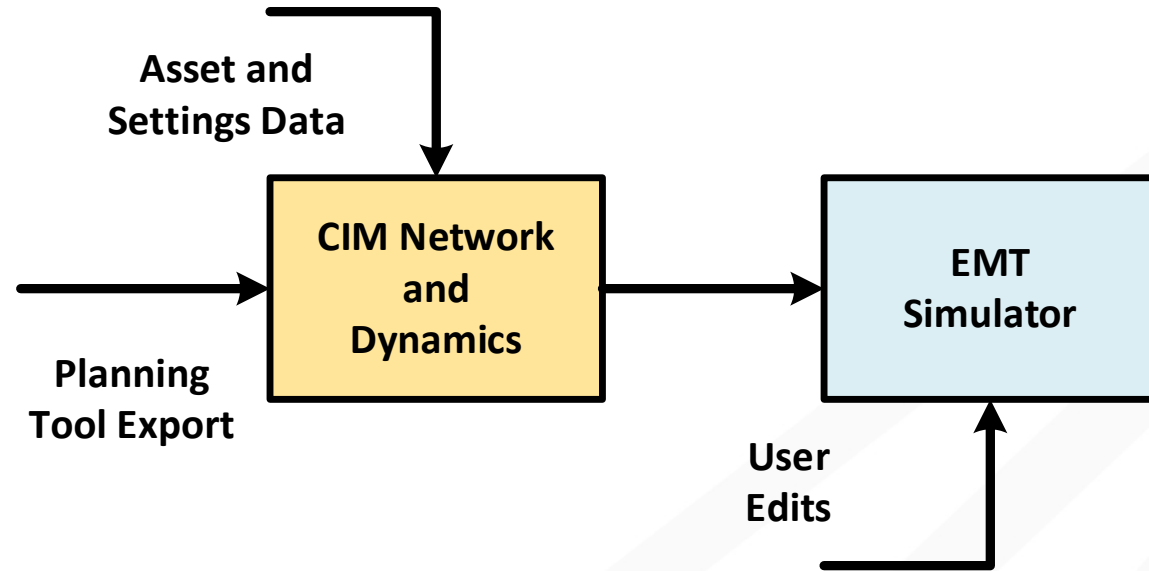 Asset and
Settings Data
CIM Network
and
Dynamics
EMT
Simulator
Planning
Tool Export
User
Edits